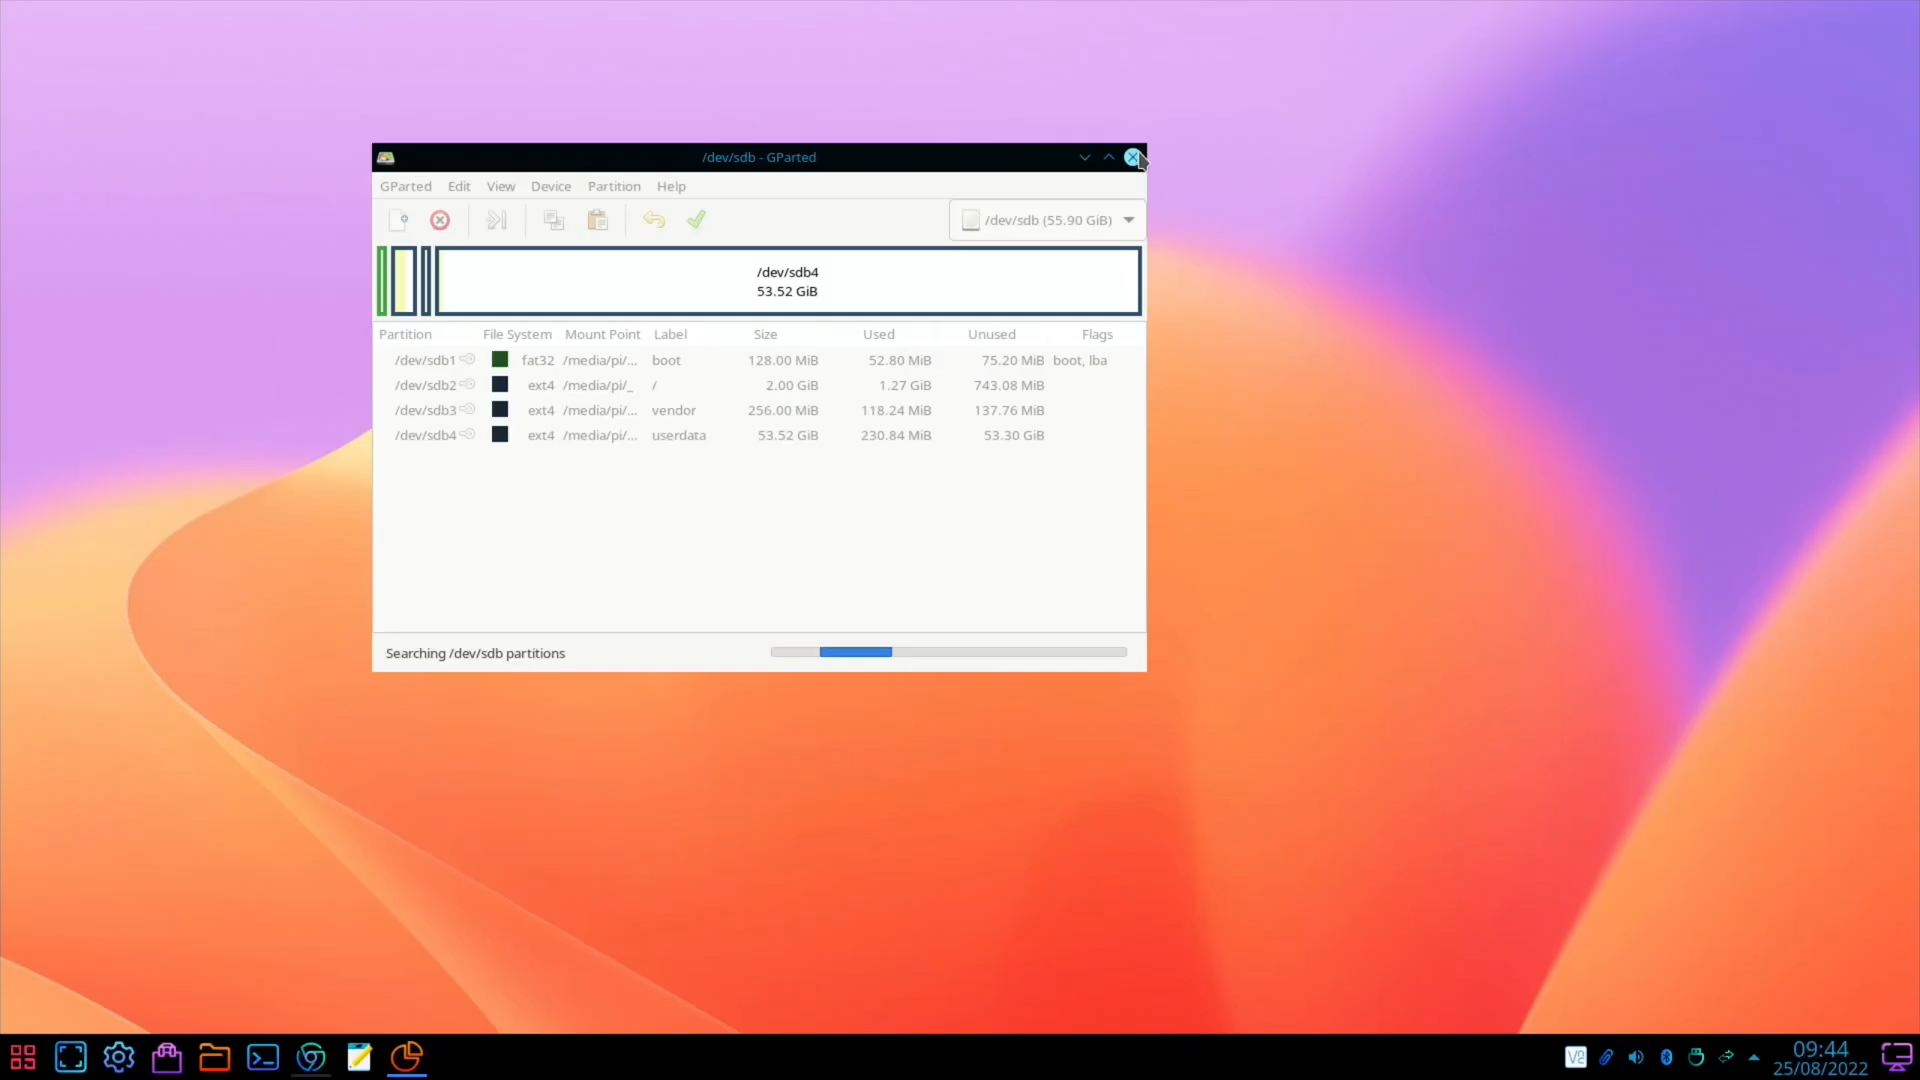 /dev/sdb - GParted
GParted Edit View Device Partition Help
/dev/sdb (55.90 GiB)
/dev/sdb4
53.52 GiB
Partition File System Mount Point Label Size Used Unused Flags
/dev/sdb1 fat32 /media/pi/... boot 128.00 MiB 52.80 MiB 75.20 MiB boot, lba
/dev/sdb2 ext4 /media/pi/_ / 2.00 GiB 1.27 GiB 743.08 MiB
/dev/sdb3 ext4 /media/pi/... vendor 256.00 MiB 118.24 MiB 137.76 MiB
/dev/sdb4 ext4 /media/pi/... userdata 53.52 GiB 230.84 MiB 53.30 GiB
Searching /dev/sdb partitions
09:44
25/08/2022